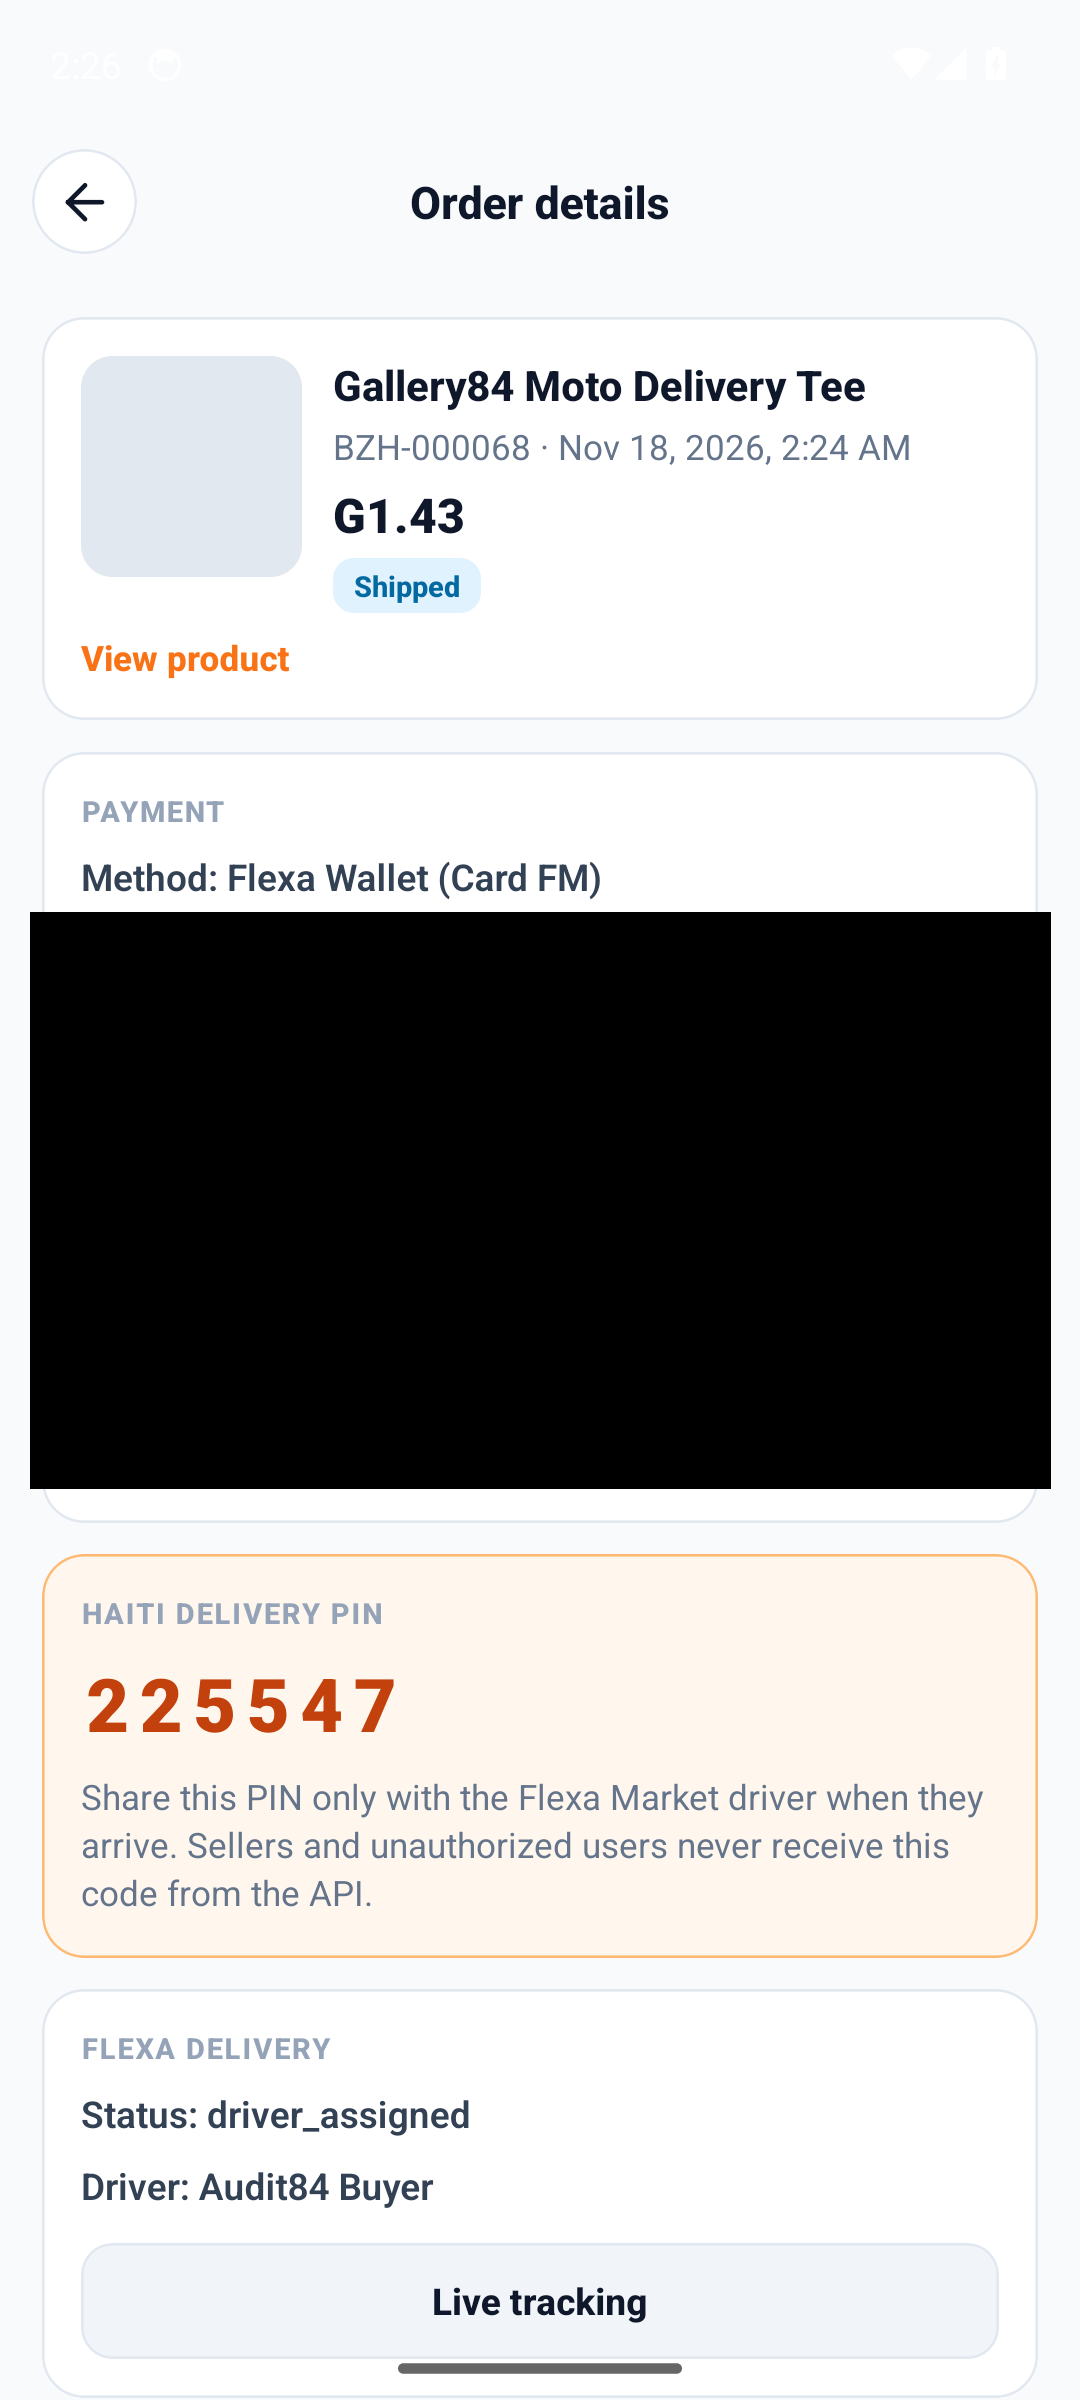 2:26
Order details
Gallery84 Moto Delivery Tee
BZH-000068 · Nov 18, 2026, 2:24 AM
G1.43
Shipped
View product
PAYMENT
Method: Flexa Wallet (Card FM)
HAITI DELIVERY PIN
225547
Share this PIN only with the Flexa Market driver when they
arrive. Sellers and unauthorized users never receive this
code from the API.
FLEXA DELIVERY
Status: driver_assigned
Driver: Audit84 Buyer
Live tracking